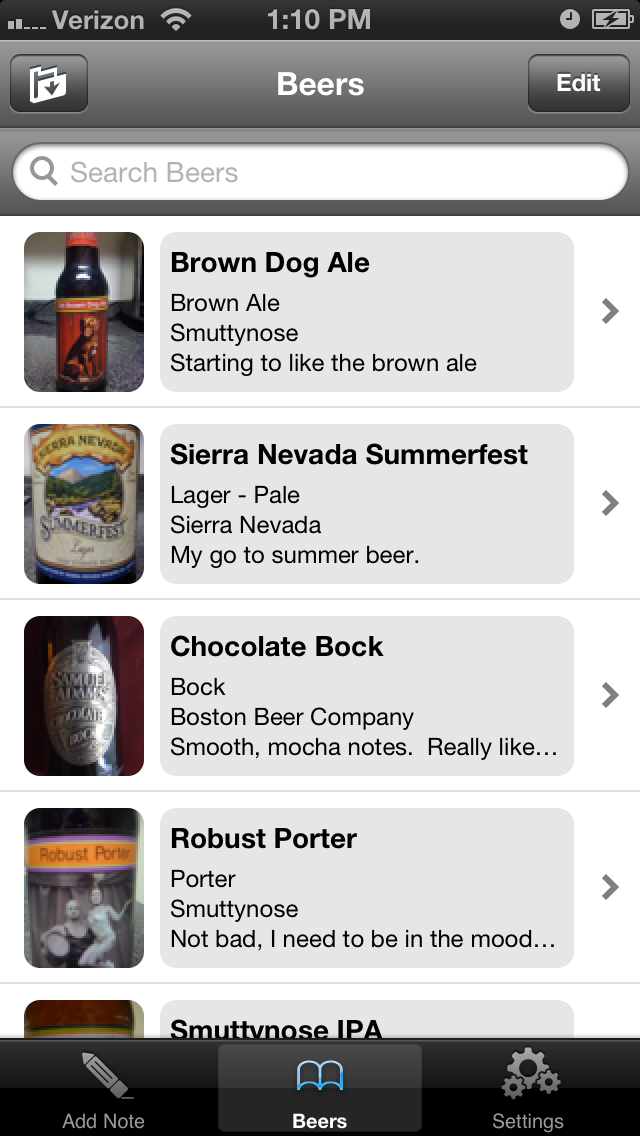 Verizon 1:10 PM
Beers Edit
Search Beers
Brown Dog Ale
Brown Ale
Smuttynose
Starting to like the brown ale
SIERRA NEVADA
SUMMERFEST
Lager
Sierra Nevada Summerfest
Lager - Pale
Sierra Nevada
My go to summer beer.
SAMUEL
ADAMS
CHOCOLATE
BOCK
Chocolate Bock
Bock
Boston Beer Company
Smooth, mocha notes.  Really like…
Robust Porter
Robust Porter
Porter
Smuttynose
Not bad, I need to be in the mood…
Smuttynose IPA
Add Note Beers Settings